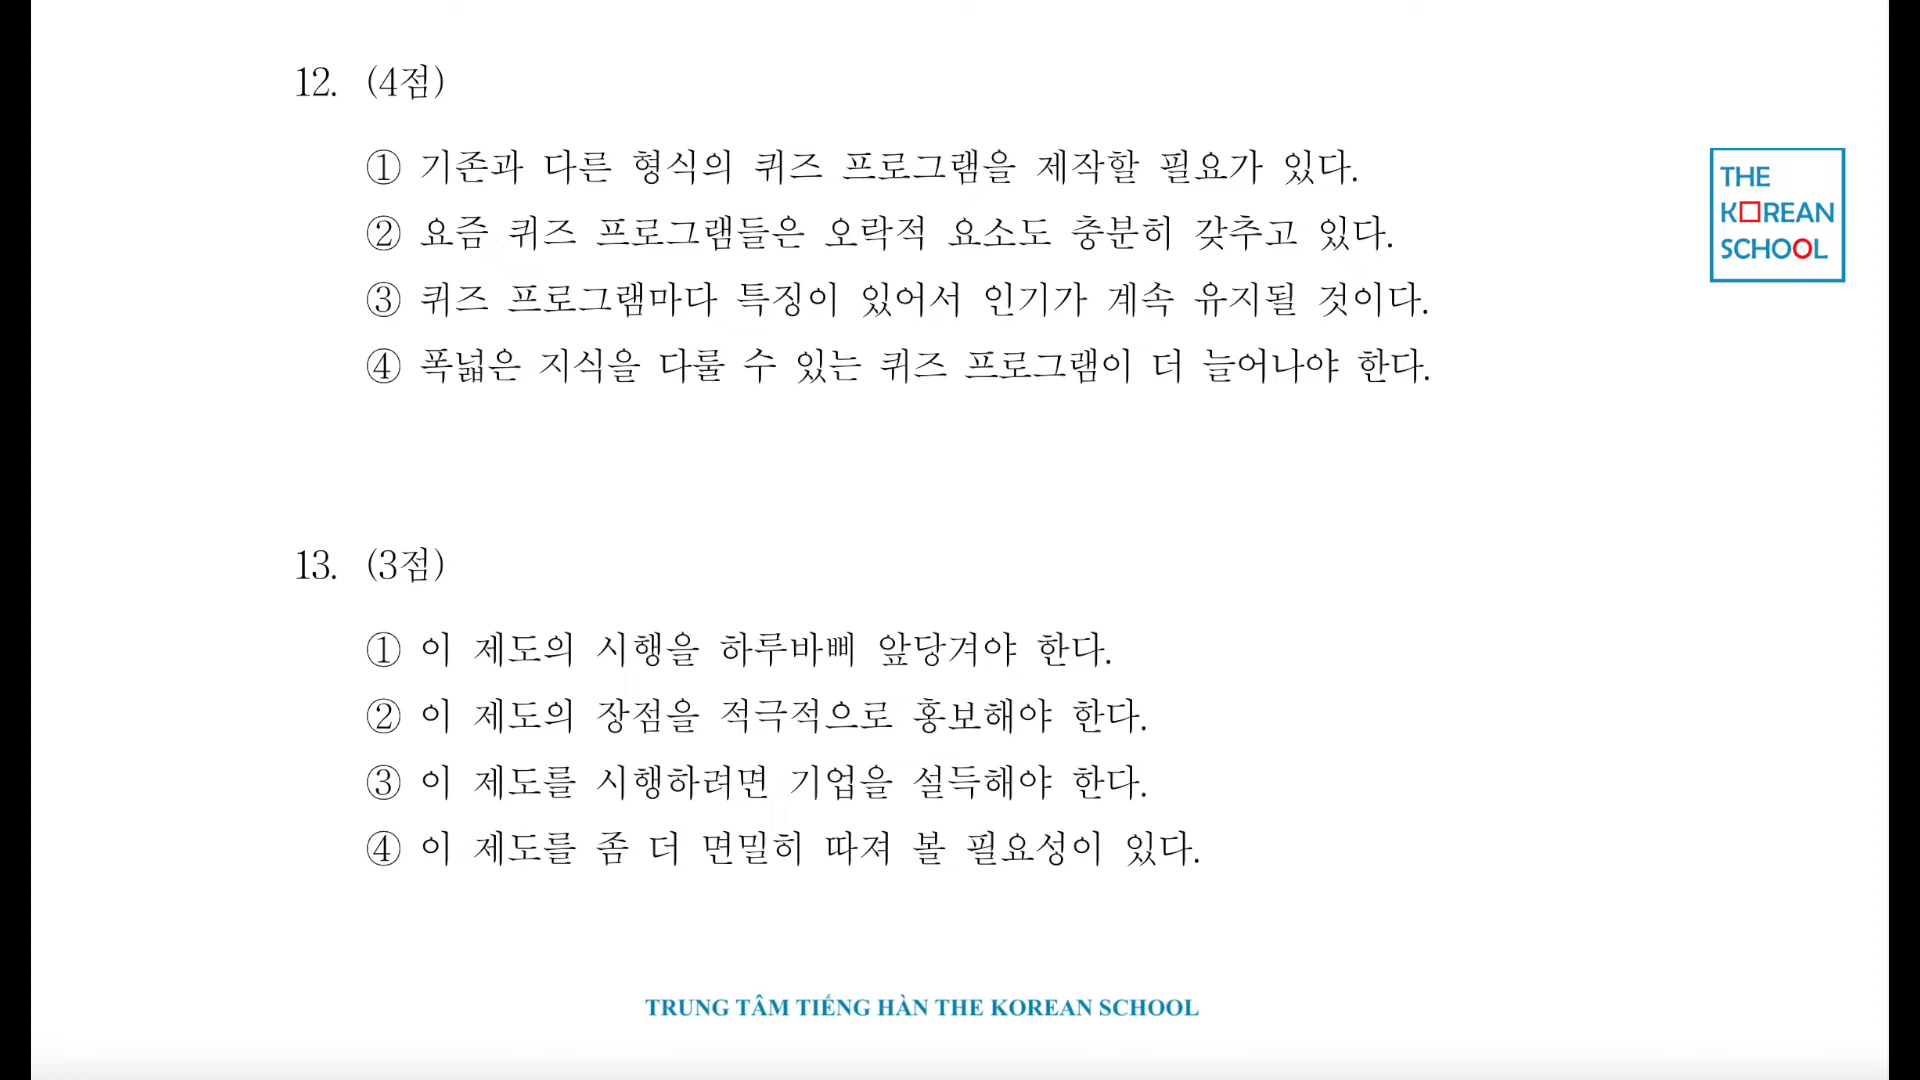 12. (4점)
① 기존과 다른 형식의 퀴즈 프로그램을 제작할 필요가 있다.
② 요즘 퀴즈 프로그램들은 오락적 요소도 충분히 갖추고 있다.
③ 퀴즈 프로그램마다 특징이 있어서 인기가 계속 유지될 것이다.
④ 폭넓은 지식을 다룰 수 있는 퀴즈 프로그램이 더 늘어나야 한다.
THE
KOREAN
SCHOOL
13. (3점)
① 이 제도의 시행을 하루바삐 앞당겨야 한다.
② 이 제도의 장점을 적극적으로 홍보해야 한다.
③ 이 제도를 시행하려면 기업을 설득해야 한다.
④ 이 제도를 좀 더 면밀히 따져 볼 필요성이 있다.
TRUNG TÂM TIẾNG HÀN THE KOREAN SCHOOL